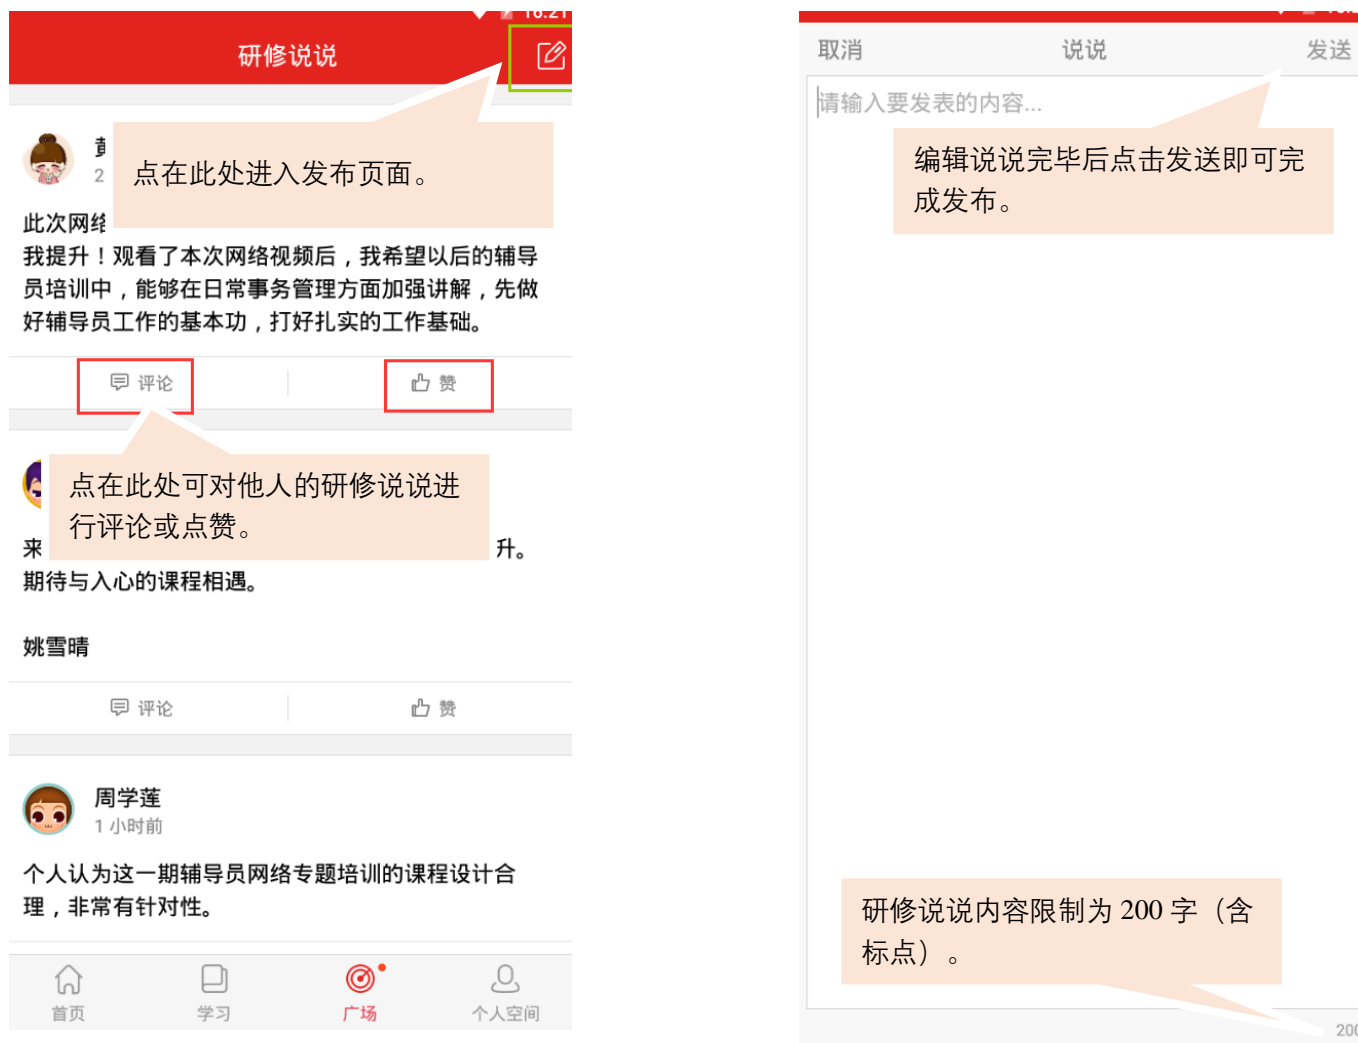 16:21
研修说说
点在此处进入发布页面。
2
此次网络
我提升！观看了本次网络视频后，我希望以后的辅导
员培训中，能够在日常事务管理方面加强讲解，先做
好辅导员工作的基本功，打好扎实的工作基础。
评论
赞
点在此处可对他人的研修说说进
行评论或点赞。
来
升。
期待与入心的课程相遇。
姚雪晴
评论
赞
周学莲
1 小时前
个人认为这一期辅导员网络专题培训的课程设计合
理，非常有针对性。
首页
学习
广场
个人空间
取消
说说
发送
请输入要发表的内容...
编辑说说完毕后点击发送即可完
成发布。
研修说说内容限制为 200 字（含
标点）。
200